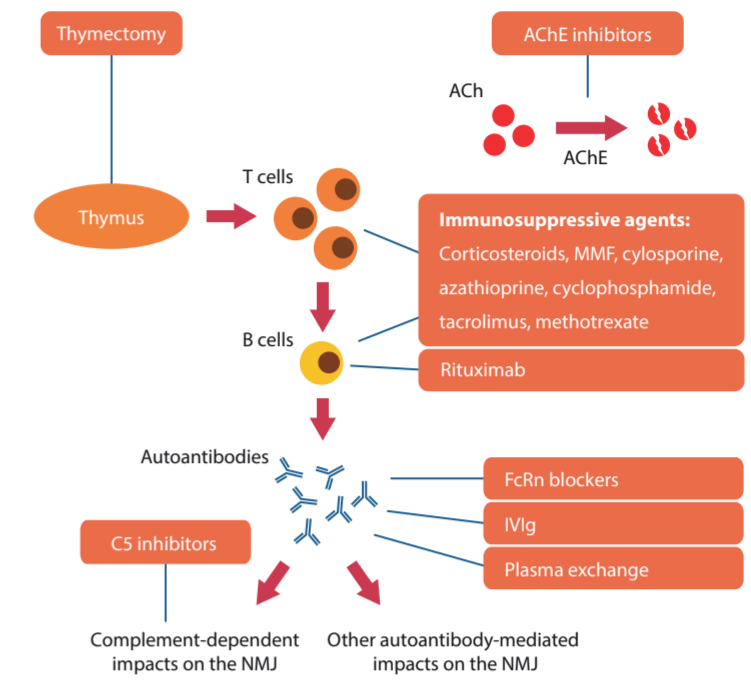 Thymectomy
AChE inhibitors
ACh
AChE
T cells
Thymus
Immunosuppressive agents:
Corticosteroids, MMF, cylosporine,
azathioprine, cyclophosphamide,
tacrolimus, methotrexate
B cells
Rituximab
Autoantibodies
FcRn blockers
IVIg
Plasma exchange
C5 inhibitors
Complement-dependent
impacts on the NMJ
Other autoantibody-mediated
impacts on the NMJ